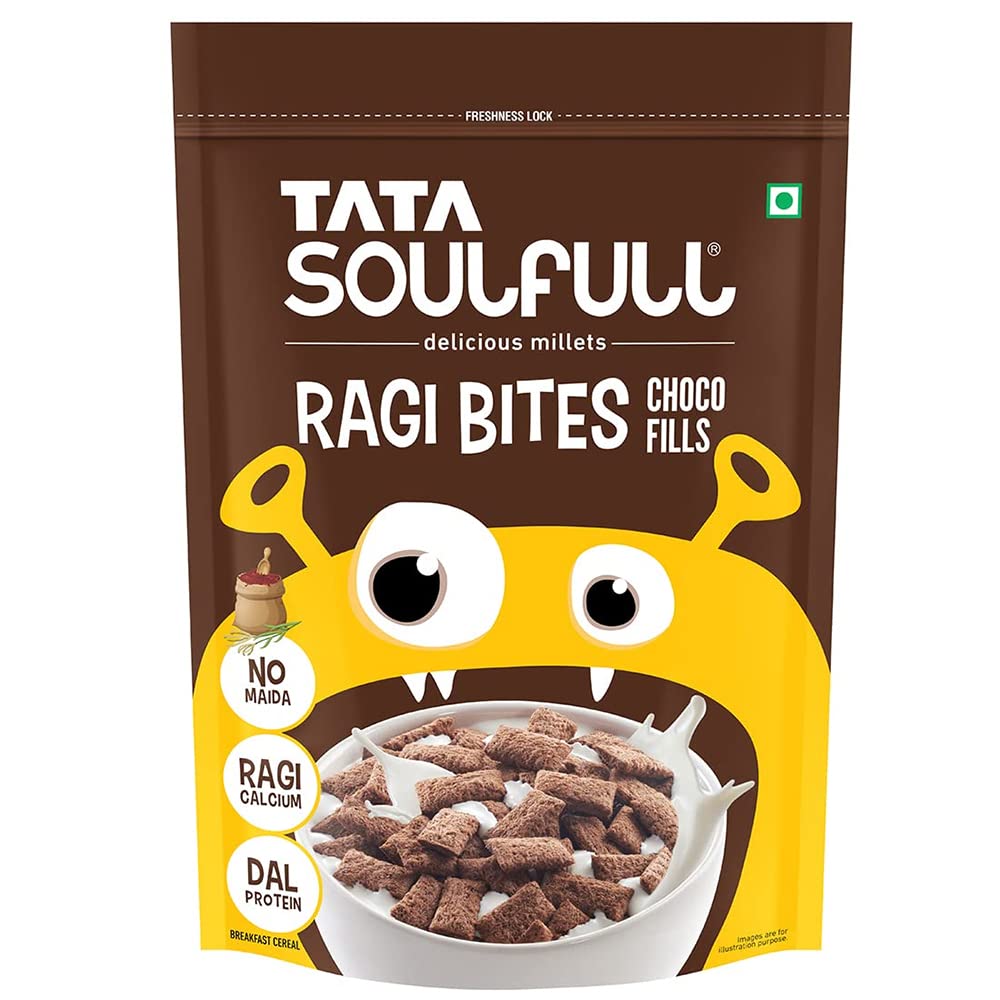 FRESHNESS LOCK
TATA
SOULFULL®
delicious millets
RAGI BITES CHOCO
FILLS
NO
MAIDA
RAGI
CALCIUM
DAL
PROTEIN
BREAKFAST CEREAL
Images are for
illustration purpose.